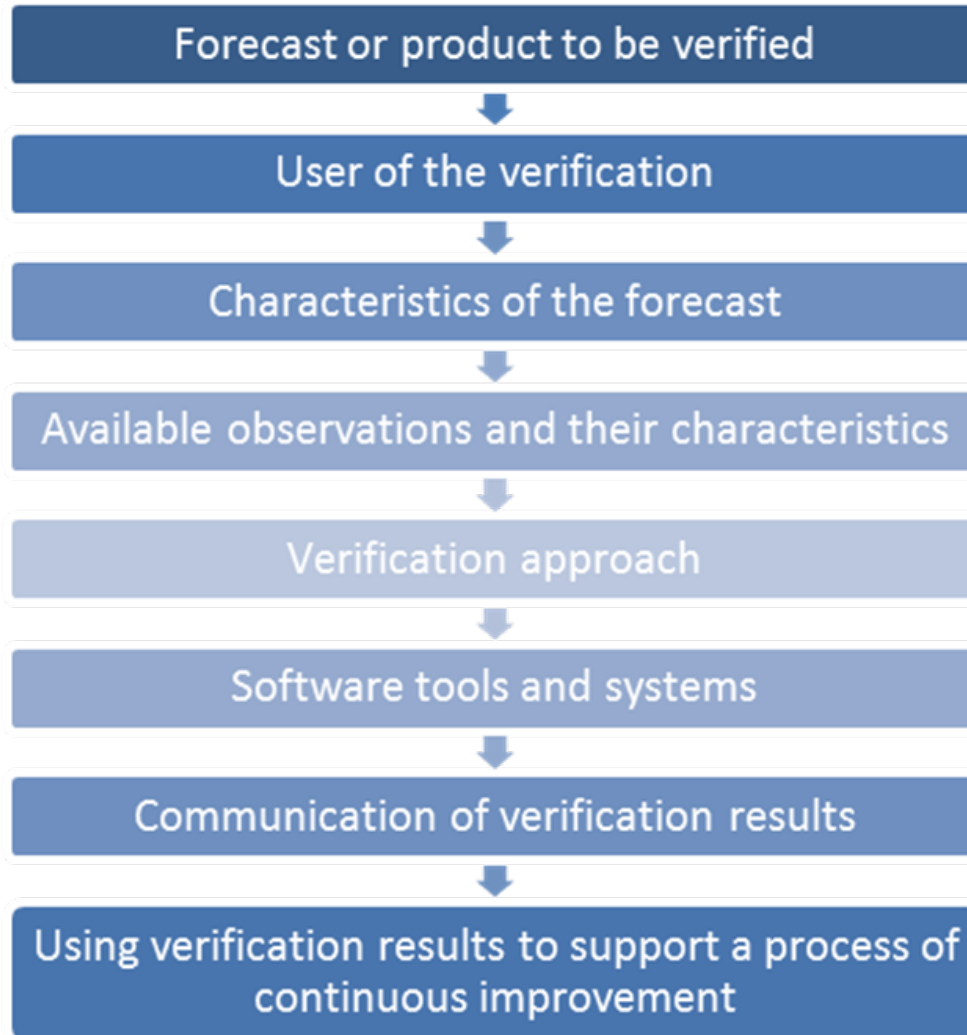 Forecast or product to be verified
User of the verification
Characteristics of the forecast
Available observations and their characteristics
Verification approach
Software tools and systems
Communication of verification results
Using verification results to support a process of
continuous improvement